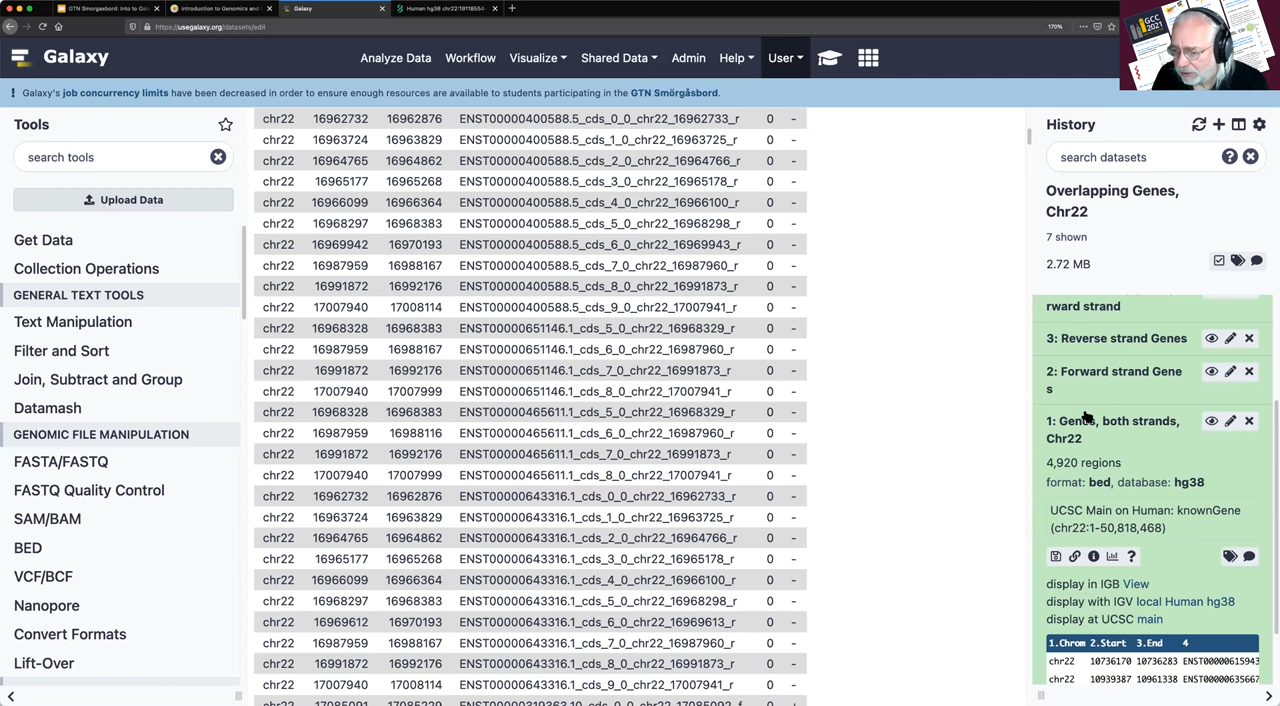 GTN Smorgasbord: Into to Gala
Introduction to Genomics and
Galaxy
Human hg38 chr22:19118554
https://usegalaxy.org/datasets/edit
170%
GCC
2021
Galaxy
Analyze Data
Workflow
Visualize
Shared Data
Admin
Help
User
Galaxy's job concurrency limits have been decreased in order to ensure enough resources are available to students participating in the GTN Smörgåsbord.
Tools
search tools
Upload Data
Get Data
Collection Operations
GENERAL TEXT TOOLS
Text Manipulation
Filter and Sort
Join, Subtract and Group
Datamash
GENOMIC FILE MANIPULATION
FASTA/FASTQ
FASTQ Quality Control
SAM/BAM
BED
VCF/BCF
Nanopore
Convert Formats
Lift-Over
chr22 16962732 16962876 ENST00000400588.5_cds_0_0_chr22_16962733_r 0 -
chr22 16963724 16963829 ENST00000400588.5_cds_1_0_chr22_16963725_r 0 -
chr22 16964765 16964862 ENST00000400588.5_cds_2_0_chr22_16964766_r 0 -
chr22 16965177 16965268 ENST00000400588.5_cds_3_0_chr22_16965178_r 0 -
chr22 16966099 16966364 ENST00000400588.5_cds_4_0_chr22_16966100_r 0 -
chr22 16968297 16968383 ENST00000400588.5_cds_5_0_chr22_16968298_r 0 -
chr22 16969942 16970193 ENST00000400588.5_cds_6_0_chr22_16969943_r 0 -
chr22 16987959 16988167 ENST00000400588.5_cds_7_0_chr22_16987960_r 0 -
chr22 16991872 16992176 ENST00000400588.5_cds_8_0_chr22_16991873_r 0 -
chr22 17007940 17008114 ENST00000400588.5_cds_9_0_chr22_17007941_r 0 -
chr22 16968328 16968383 ENST00000651146.1_cds_5_0_chr22_16968329_r 0 -
chr22 16987959 16988167 ENST00000651146.1_cds_6_0_chr22_16987960_r 0 -
chr22 16991872 16992176 ENST00000651146.1_cds_7_0_chr22_16991873_r 0 -
chr22 17007940 17007999 ENST00000651146.1_cds_8_0_chr22_17007941_r 0 -
chr22 16968328 16968383 ENST00000465611.1_cds_5_0_chr22_16968329_r 0 -
chr22 16987959 16988116 ENST00000465611.1_cds_6_0_chr22_16987960_r 0 -
chr22 16991872 16992176 ENST00000465611.1_cds_7_0_chr22_16991873_r 0 -
chr22 17007940 17007999 ENST00000465611.1_cds_8_0_chr22_17007941_r 0 -
chr22 16962732 16962876 ENST00000643316.1_cds_0_0_chr22_16962733_r 0 -
chr22 16963724 16963829 ENST00000643316.1_cds_1_0_chr22_16963725_r 0 -
chr22 16964765 16964862 ENST00000643316.1_cds_2_0_chr22_16964766_r 0 -
chr22 16965177 16965268 ENST00000643316.1_cds_3_0_chr22_16965178_r 0 -
chr22 16966099 16966364 ENST00000643316.1_cds_4_0_chr22_16966100_r 0 -
chr22 16968297 16968383 ENST00000643316.1_cds_5_0_chr22_16968298_r 0 -
chr22 16969612 16970193 ENST00000643316.1_cds_6_0_chr22_16969613_r 0 -
chr22 16987959 16988167 ENST00000643316.1_cds_7_0_chr22_16987960_r 0 -
chr22 16991872 16992176 ENST00000643316.1_cds_8_0_chr22_16991873_r 0 -
chr22 17007940 17008114 ENST00000643316.1_cds_9_0_chr22_17007941_r 0 -
chr22 17085091 17085229 ENST00000319363.10_cds_0_0_chr22_17085092_f 0
History
search datasets
Overlapping Genes,
Chr22
7 shown
2.72 MB
rward strand
3: Reverse strand Genes
2: Forward strand Gene
s
1: Genes, both strands,
Chr22
4,920 regions
format: bed, database: hg38
UCSC Main on Human: knownGene
(chr22:1-50,818,468)
display in IGB View
display with IGV local Human hg38
display at UCSC main
1.Chrom 2.Start 3.End 4
chr22 10736170 10736283 ENST00000615943
chr22 10939387 10961338 ENST00000635667